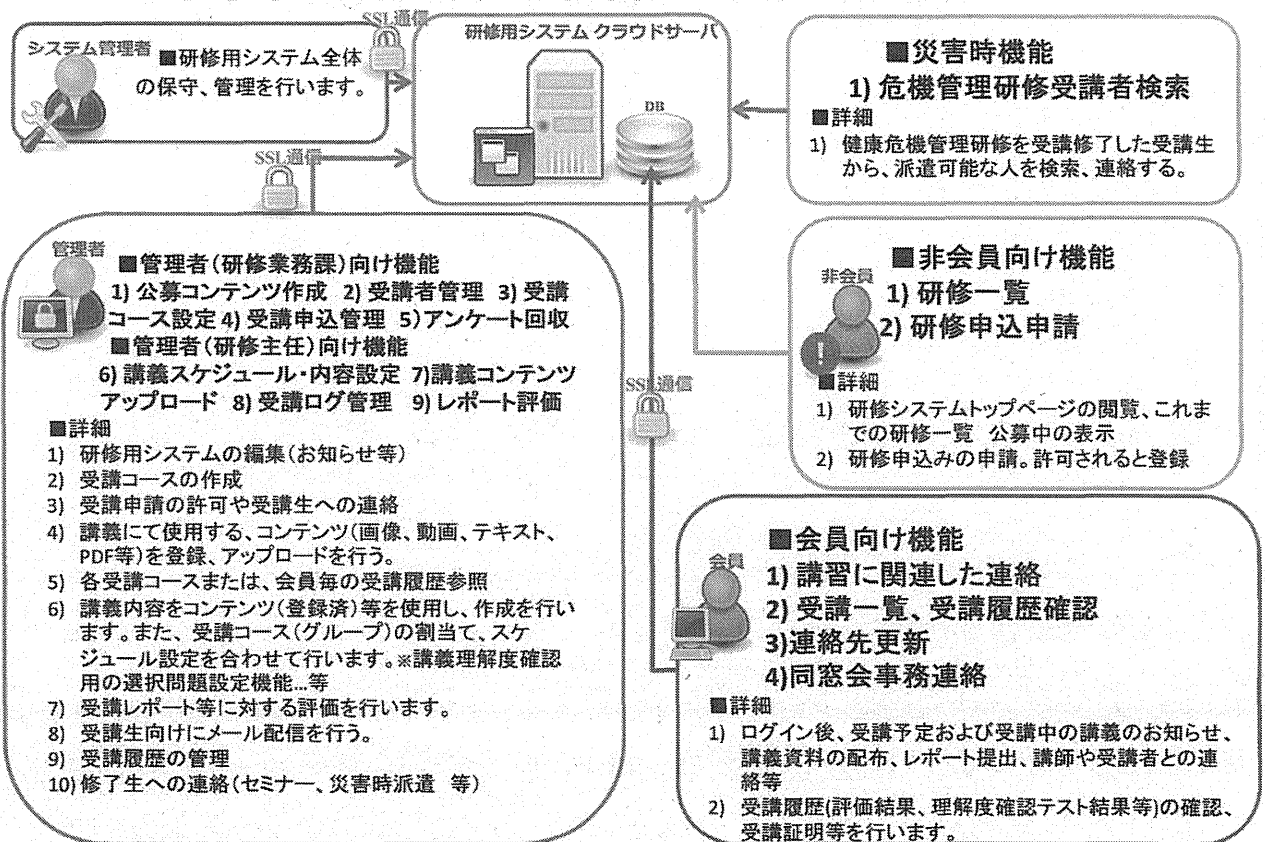 システム管理者
■研修用システム全体
の保守、管理を行います。
SSL通信
研修用システム クラウドサーバ
DB
■災害時機能
1) 危機管理研修受講者検索
■詳細
1) 健康危機管理研修を受講修了した受講生
から、派遣可能な人を検索、連絡する。
SSL通信
管理者
■管理者(研修業務課)向け機能
1) 公募コンテンツ作成 2) 受講者管理 3) 受講
コース設定 4) 受講申込管理 5)アンケート回収
■管理者(研修主任)向け機能
6) 講義スケジュール・内容設定 7)講義コンテンツ
アップロード 8) 受講ログ管理 9) レポート評価
■詳細
1) 研修用システムの編集(お知らせ等)
2) 受講コースの作成
3) 受講申請の許可や受講生への連絡
4) 講義にて使用する、コンテンツ(画像、動画、テキスト、
PDF等)を登録、アップロードを行う。
5) 各受講コースまたは、会員毎の受講履歴参照
6) 講義内容をコンテンツ(登録済)等を使用し、作成を行い
ます。また、受講コース(グループ)の割当て、スケ
ジュール設定を合わせて行います。※講義理解度確認
用の選択問題設定機能…等
7) 受講レポート等に対する評価を行います。
8) 受講生向けにメール配信を行う。
9) 受講履歴の管理
10) 修了生への連絡(セミナー、災害時派遣 等)
非会員
■非会員向け機能
1) 研修一覧
2) 研修申込申請
■詳細
1) 研修システムトップページの閲覧、これま
での研修一覧 公募中の表示
2) 研修申込みの申請。許可されると登録
SSL通信
会員
■会員向け機能
1) 講習に関連した連絡
2) 受講一覧、受講履歴確認
3)連絡先更新
4)同窓会事務連絡
■詳細
1) ログイン後、受講予定および受講中の講義のお知らせ、
講義資料の配布、レポート提出、講師や受講者との連
絡等
2) 受講履歴(評価結果、理解度確認テスト結果等)の確認、
受講証明等を行います。